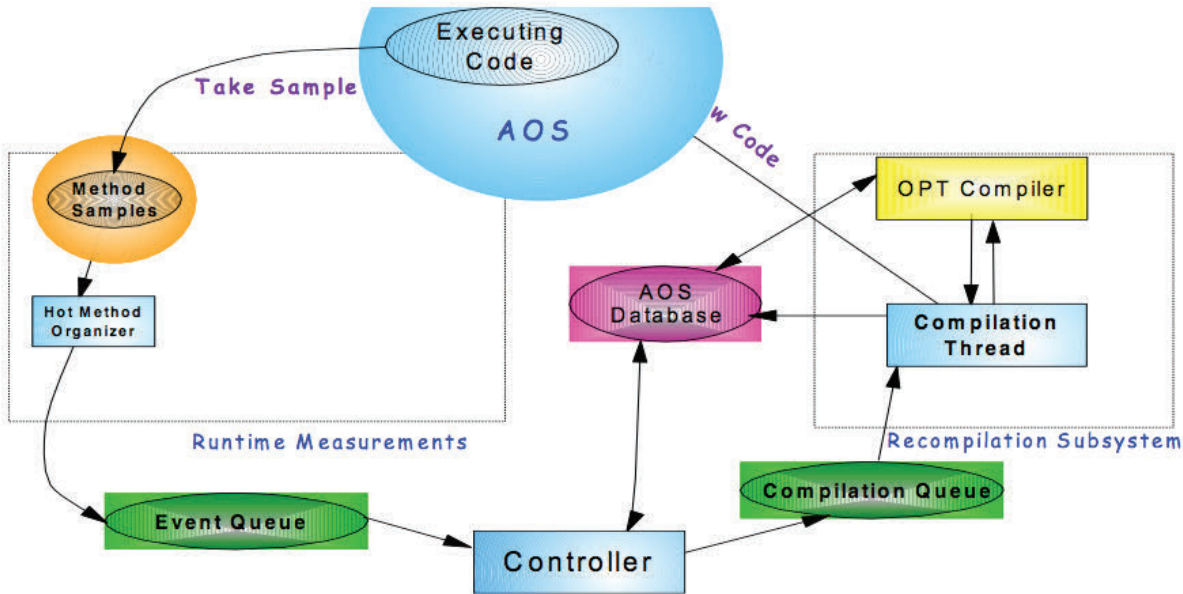 Executing
Code
Take Sample
AOS
w Code
Method
Samples
OPT Compiler
Hot Method
Organizer
AOS
Database
Compilation
Thread
Runtime Measurements
Recompilation Subsystem
Event Queue
Compilation Queue
Controller